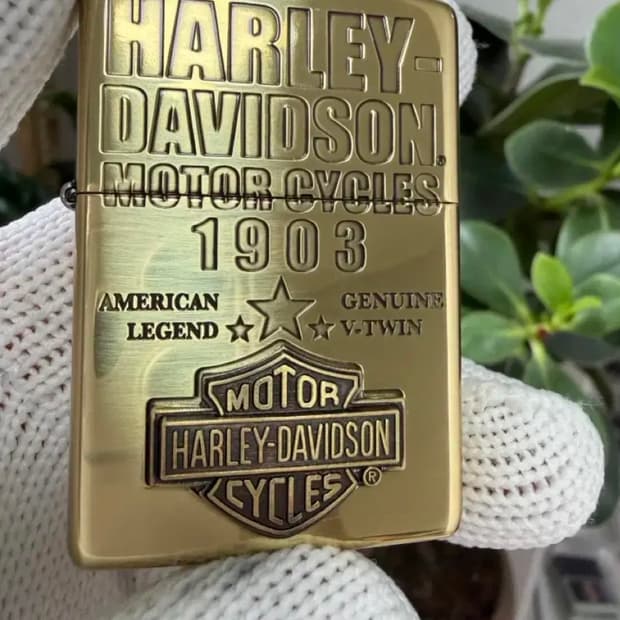 HARLEY-
DAVIDSON®
MOTOR CYCLES
1903
AMERICAN
LEGEND
GENUINE
V-TWIN
MOTOR
HARLEY-DAVIDSON
CYCLES ®